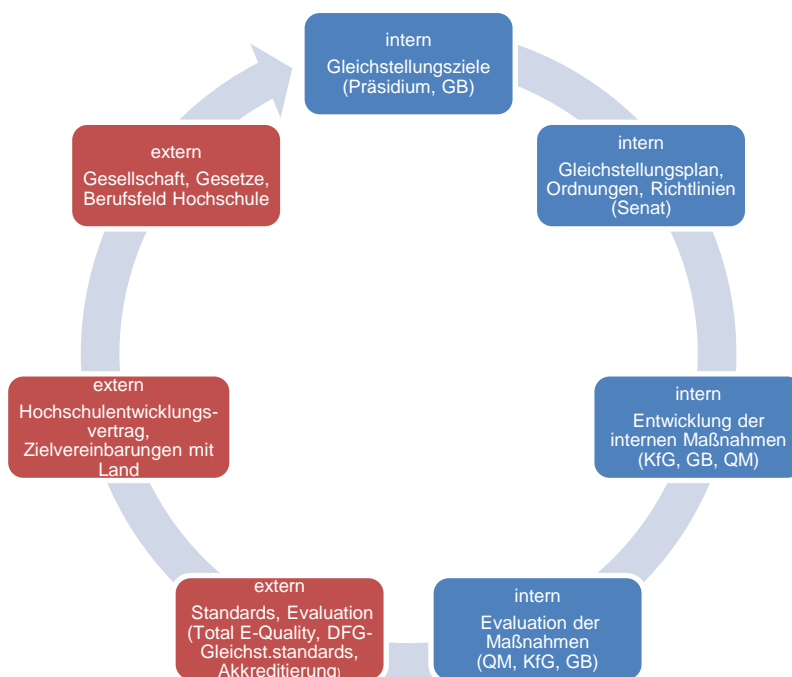 intern
Gleichstellungsziele
(Präsidium, GB)
intern
Gleichstellungsplan,
Ordnungen, Richtlinien
(Senat)
intern
Entwicklung der
internen Maßnahmen
(KfG, GB, QM)
intern
Evaluation der
Maßnahmen
(QM, KfG, GB)
extern
Standards, Evaluation
(Total E-Quality, DFG-
Gleichst.standards,
Akkreditierung)
extern
Hochschulentwicklungs-
vertrag,
Zielvereinbarungen mit
Land
extern
Gesellschaft, Gesetze,
Berufsfeld Hochschule